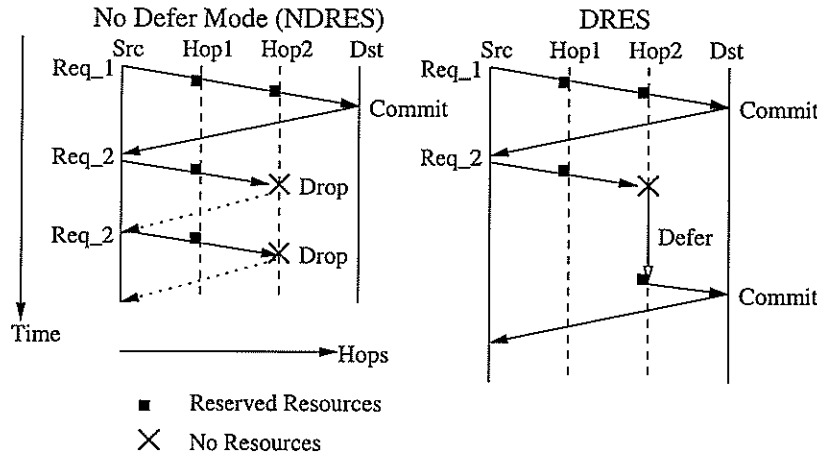 No Defer Mode (NDRES)
Src Hop1 Hop2 Dst
Req_1
Commit
Req_2
Drop
Req_2
Drop
Time
Hops
Reserved Resources
No Resources
DRES
Src Hop1 Hop2 Dst
Req_1
Commit
Req_2
Defer
Commit